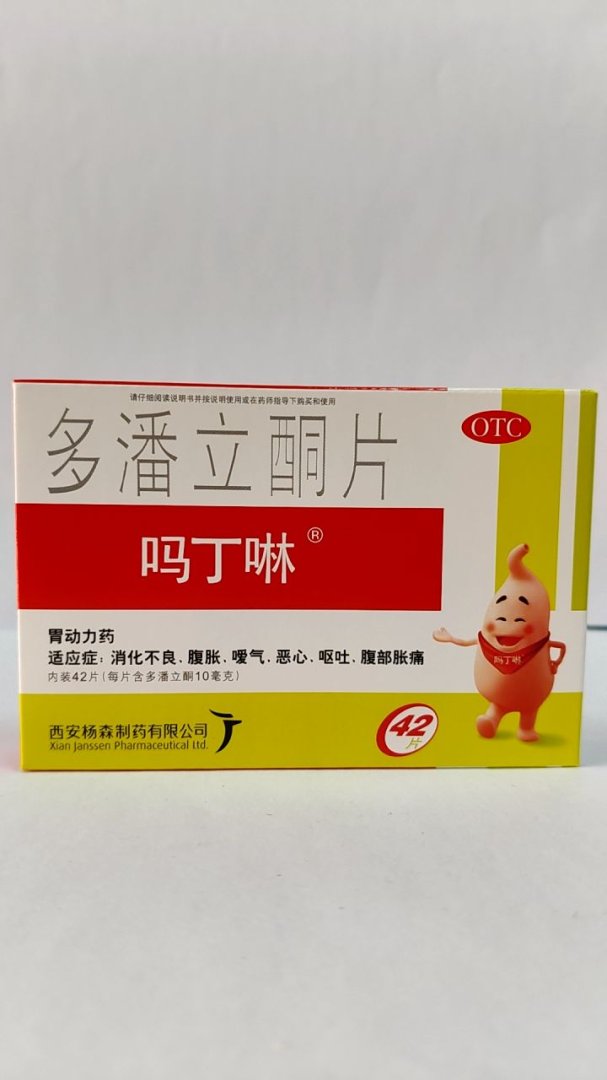 请仔细阅读说明书并按说明使用或在药师指导下购买和使用
多潘立酮片
OTC
吗丁啉®
胃动力药
适应症：消化不良、腹胀、嗳气、恶心、呕吐、腹部胀痛
内装42片(每片含多潘立酮10毫克)
吗丁啉
西安杨森制药有限公司
Xian Janssen Pharmaceutical Ltd.
42
片